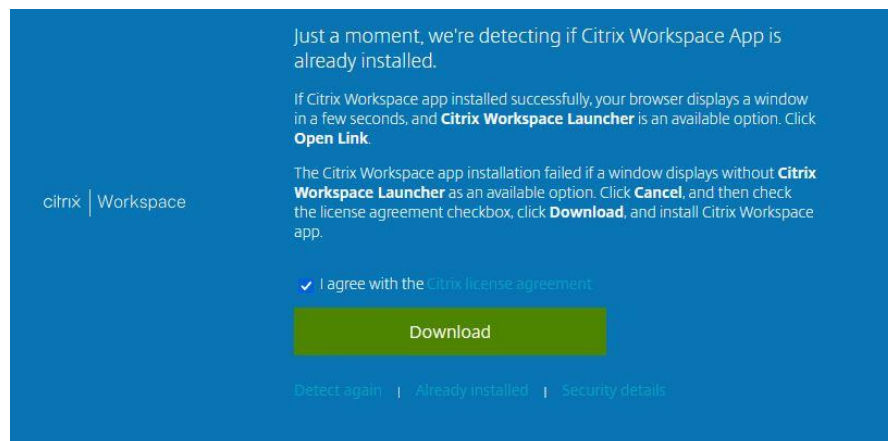 Just a moment, we're detecting if Citrix Workspace App is
already installed.
If Citrix Workspace app installed successfully, your browser displays a window
in a few seconds, and Citrix Workspace Launcher is an available option. Click
Open Link.
The Citrix Workspace app installation failed if a window displays without Citrix
Workspace Launcher as an available option. Click Cancel, and then check
the license agreement checkbox, click Download, and install Citrix Workspace
app.
citrix | Workspace
I agree with the Citrix license agreement
Download
Detect again | Already installed | Security details